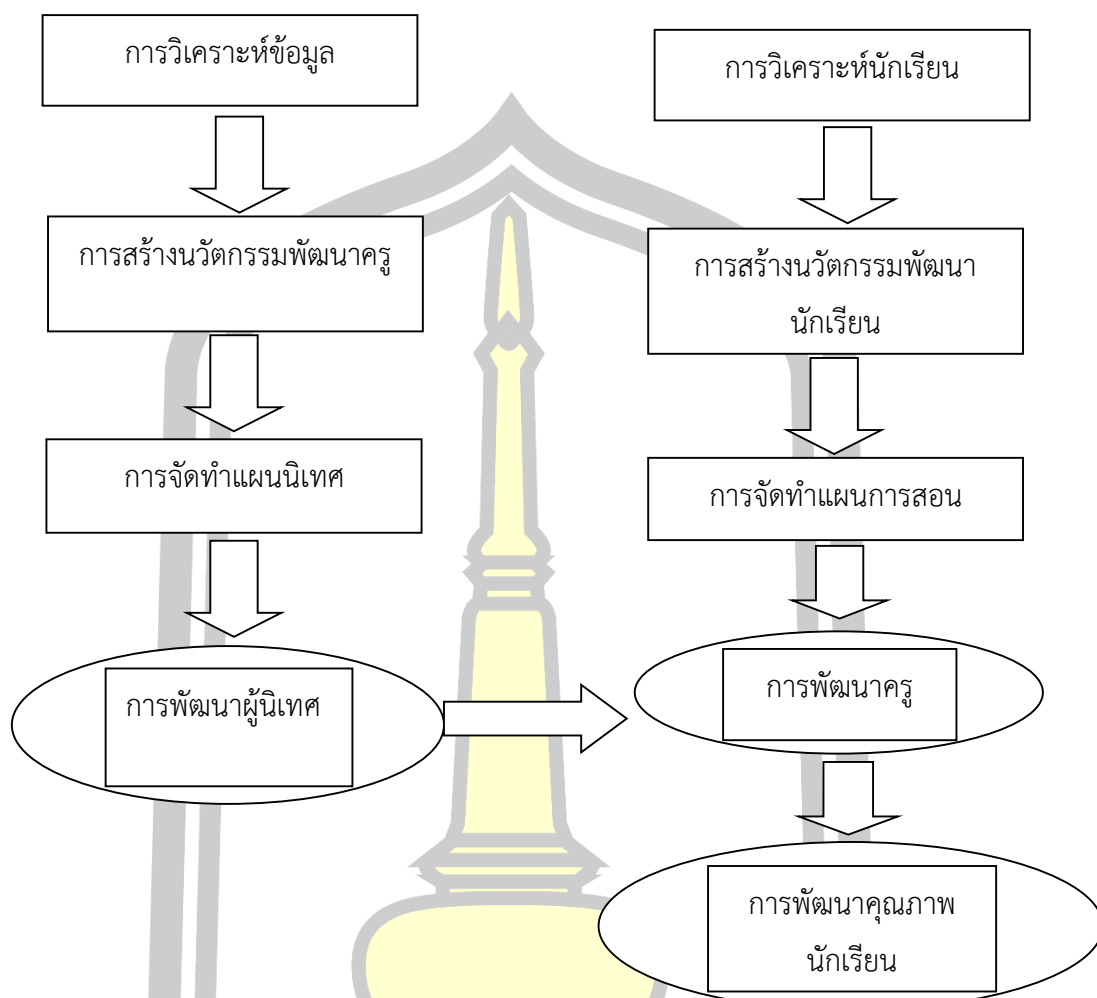 การวิเคราะห์ข้อมูล
การสร้างนวัตกรรมพัฒนาครู
การจัดทำแผนนิเทศ
การพัฒนาผู้นิเทศ
การวิเคราะห์นักเรียน
การสร้างนวัตกรรมพัฒนา
นักเรียน
การจัดทำแผนการสอน
การพัฒนาครู
การพัฒนาคุณภาพ
นักเรียน